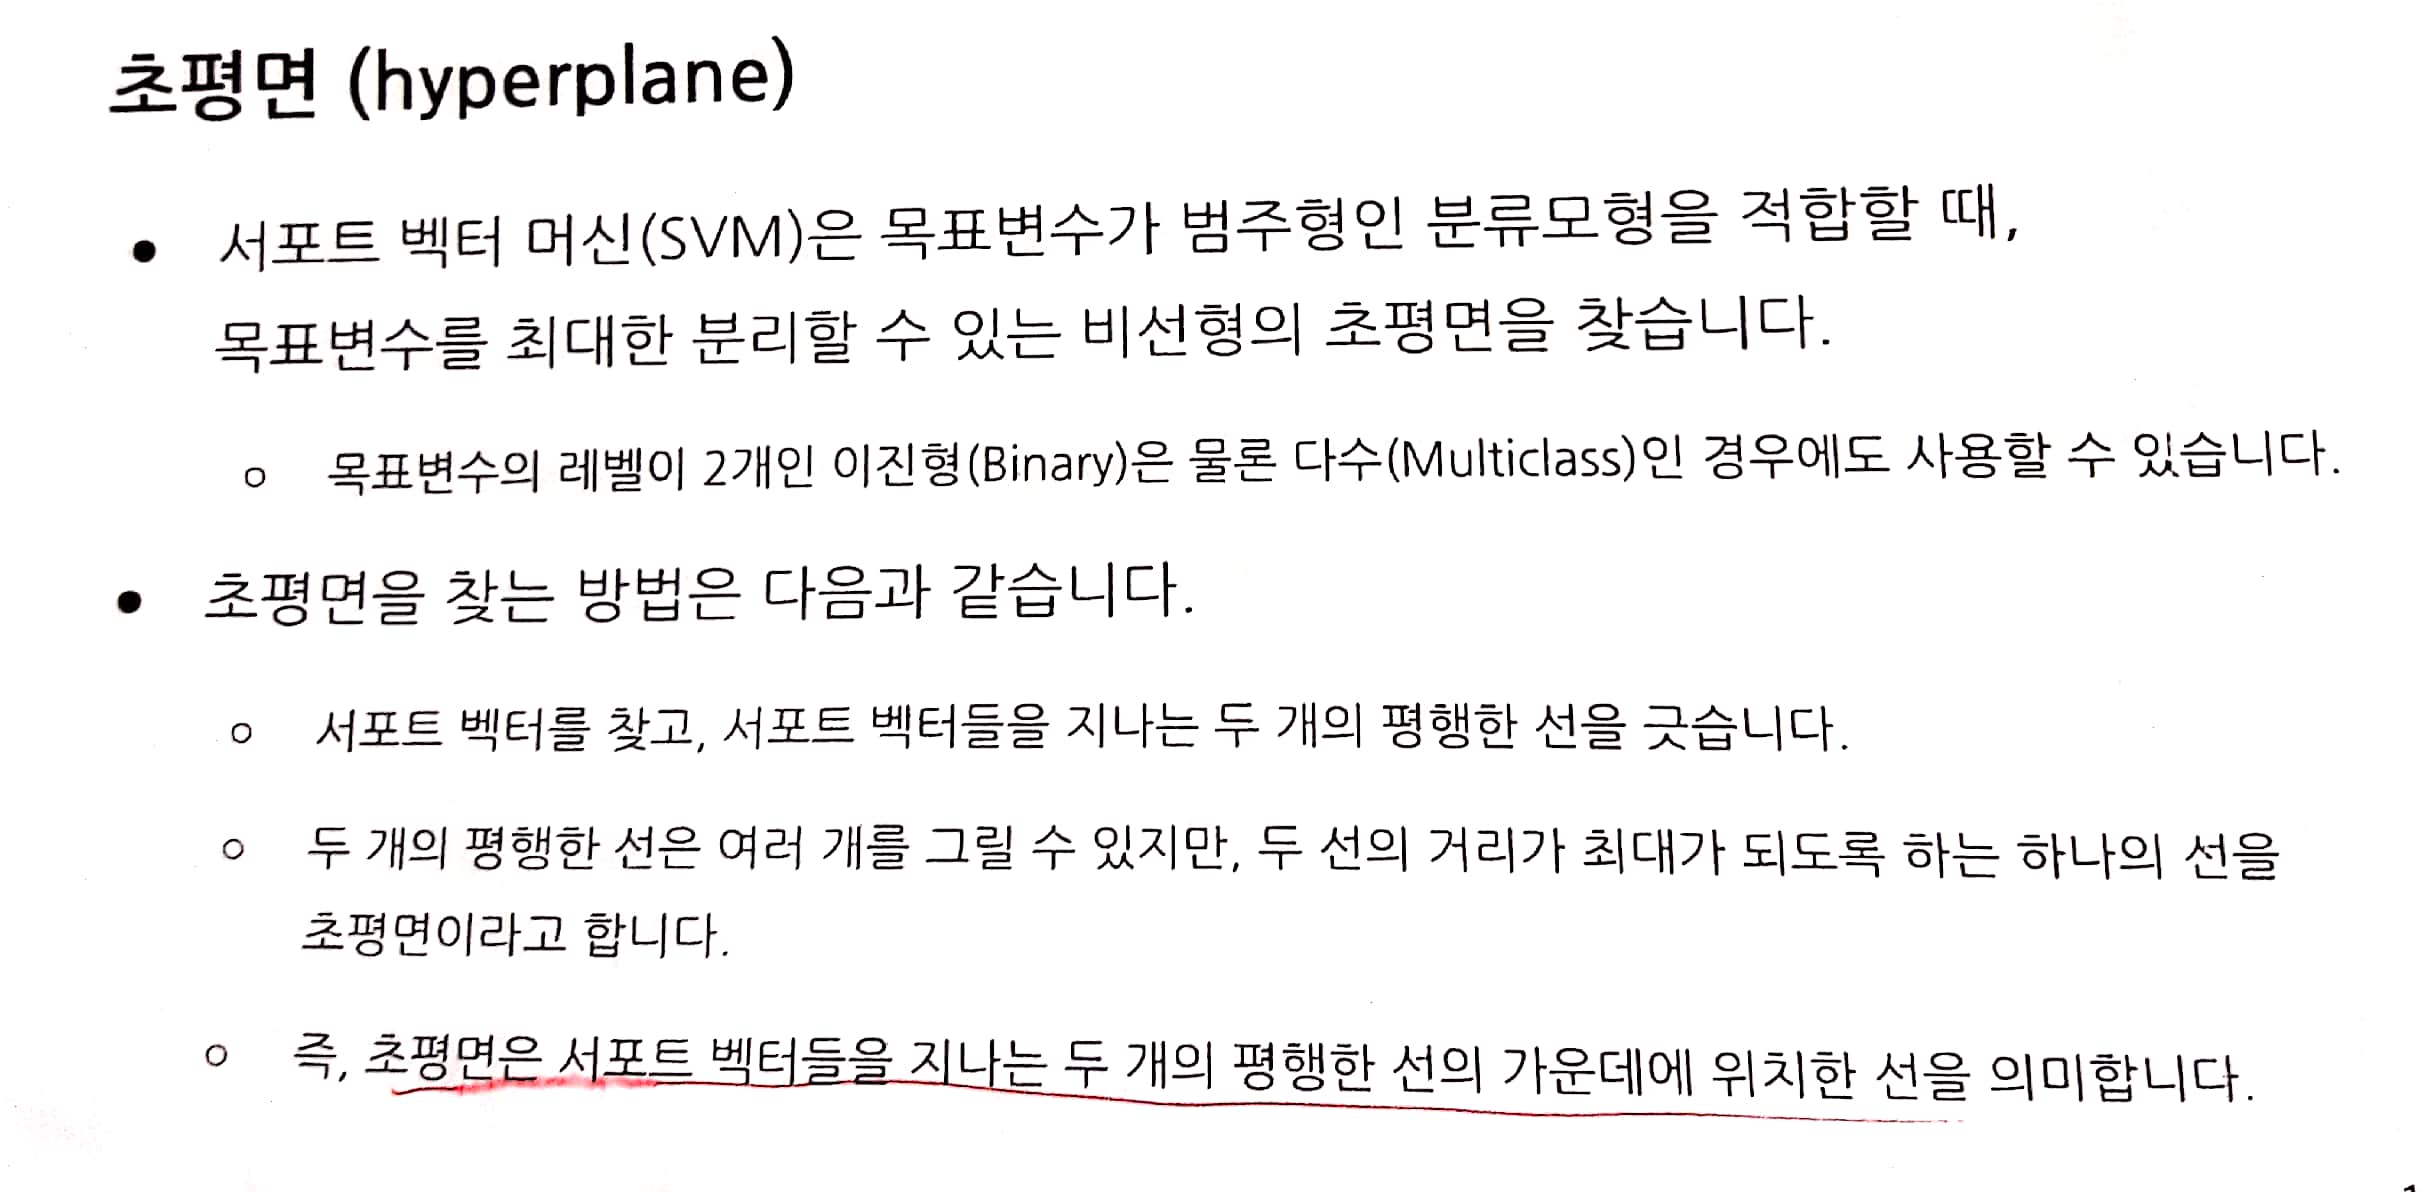 초평면 (hyperplane)
● 서포트 벡터 머신(SVM)은 목표변수가 범주형인 분류모형을 적합할 때,
목표변수를 최대한 분리할 수 있는 비선형의 초평면을 찾습니다.
○ 목표변수의 레벨이 2개인 이진형(Binary)은 물론 다수(Multiclass)인 경우에도 사용할 수 있습니다.
● 초평면을 찾는 방법은 다음과 같습니다.
○ 서포트 벡터를 찾고, 서포트 벡터들을 지나는 두 개의 평행한 선을 긋습니다.
○ 두 개의 평행한 선은 여러 개를 그릴 수 있지만, 두 선의 거리가 최대가 되도록 하는 하나의 선을
초평면이라고 합니다.
○ 즉, 초평면은 서포트 벡터들을 지나는 두 개의 평행한 선의 가운데에 위치한 선을 의미합니다.